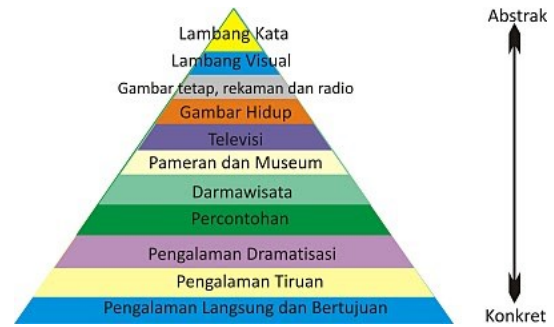 Abstrak
Lambang Kata
Lambang Visual
Gambar tetap, rekaman dan radio
Gambar Hidup
Televisi
Pameran dan Museum
Darmawisata
Percontohan
Pengalaman Dramatisasi
Pengalaman Tiruan
Pengalaman Langsung dan Bertujuan
Konkret